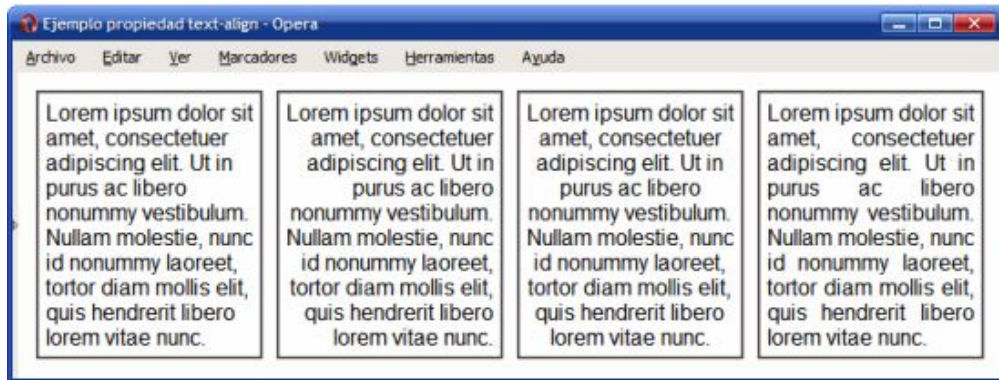 Ejemplo propiedad text-align - Opera
Archivo Editar Ver Marcadores Widgets Herramientas Ayuda
Lorem ipsum dolor sit
amet, consectetuer
adipiscing elit. Ut in
purus ac libero
nonummy vestibulum.
Nullam molestie, nunc
id nonummy laoreet,
tortor diam mollis elit,
quis hendrerit libero
lorem vitae nunc.
Lorem ipsum dolor sit
amet, consectetuer
adipiscing elit. Ut in
purus ac libero
nonummy vestibulum.
Nullam molestie, nunc
id nonummy laoreet,
tortor diam mollis elit,
quis hendrerit libero
lorem vitae nunc.
Lorem ipsum dolor sit
amet, consectetuer
adipiscing elit. Ut in
purus ac libero
nonummy vestibulum.
Nullam molestie, nunc
id nonummy laoreet,
tortor diam mollis elit,
quis hendrerit libero
lorem vitae nunc.
Lorem ipsum dolor sit
amet, consectetuer
adipiscing elit. Ut in
purus ac libero
nonummy vestibulum.
Nullam molestie, nunc
id nonummy laoreet,
tortor diam mollis elit,
quis hendrerit libero
lorem vitae nunc.